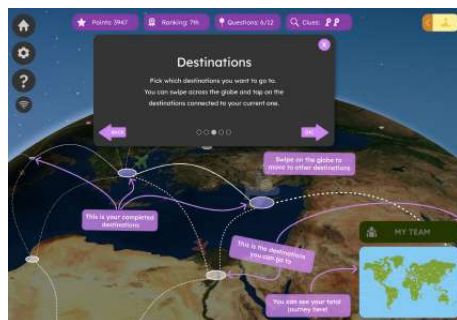 Points: 3947
Ranking: 7th
Questions: 6/12
Clues:
Destinations
Pick which destinations you want to go to.
You can swipe across the globe and tap on the
destinations connected to your current one.
BACK
Swipe on the globe to
move to other destinations
This is your completed
destinations
This is the destinations
you can go to
MY TEAM
You can see your total
journey here!